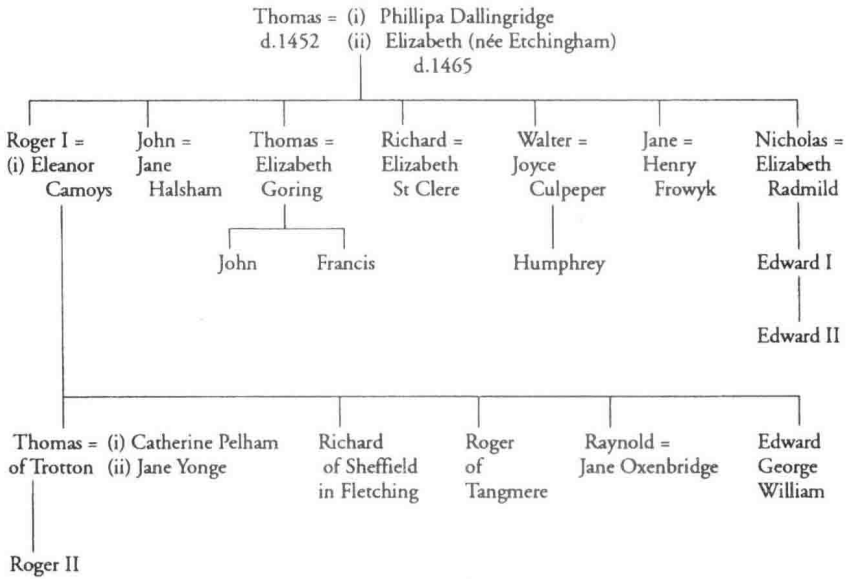 Thomas = (i) Phillipa Dallingridge
d.1452 (ii) Elizabeth (née Etchingham)
d.1465
Roger I = John = Thomas = Richard = Walter = Jane = Nicholas =
(i) Eleanor Jane Elizabeth Elizabeth Joyce Henry Elizabeth
Camoys Halsham Goring St Clere Culpeper Frowyk Radmild
John Francis Humphrey Edward I
Edward II
Thomas = (i) Catherine Pelham Richard Roger Raynold = Edward
of Trotton (ii) Jane Yonge of Sheffield of Jane Oxenbridge George
in Fletching Tangmere William
Roger II